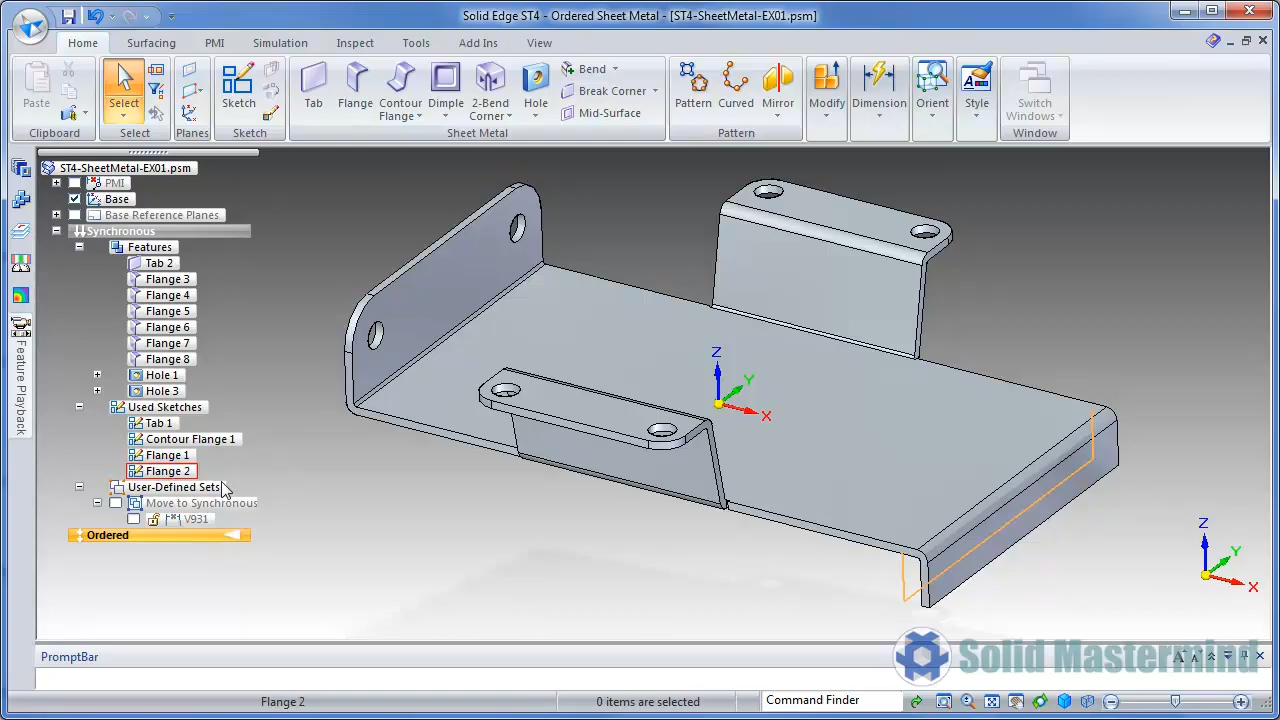 Solid Edge ST4 - Ordered Sheet Metal - [ST4-SheetMetal-EX01.psm]
Home Surfacing PMI Simulation Inspect Tools Add Ins View
Paste
Clipboard
Select
Select
Planes
Sketch
Sketch
Tab
Flange
Contour Flange
Dimple
2-Bend Corner
Hole
Bend
Break Corner
Mid-Surface
Sheet Metal
Pattern
Curved
Mirror
Pattern
Modify
Dimension
Orient
Style
Switch Windows
Window
ST4-SheetMetal-EX01.psm
PMI
Base
Base Reference Planes
Synchronous
Features
Tab 2
Flange 3
Flange 4
Flange 5
Flange 6
Flange 7
Flange 8
Hole 1
Hole 3
Used Sketches
Tab 1
Contour Flange 1
Flange 1
Flange 2
User-Defined Sets
Move to Synchronous
V931
Ordered
Feature Playback
Z
Y
X
Z
Y
X
PromptBar
Solid Mastermind
Flange 2
0 items are selected
Command Finder